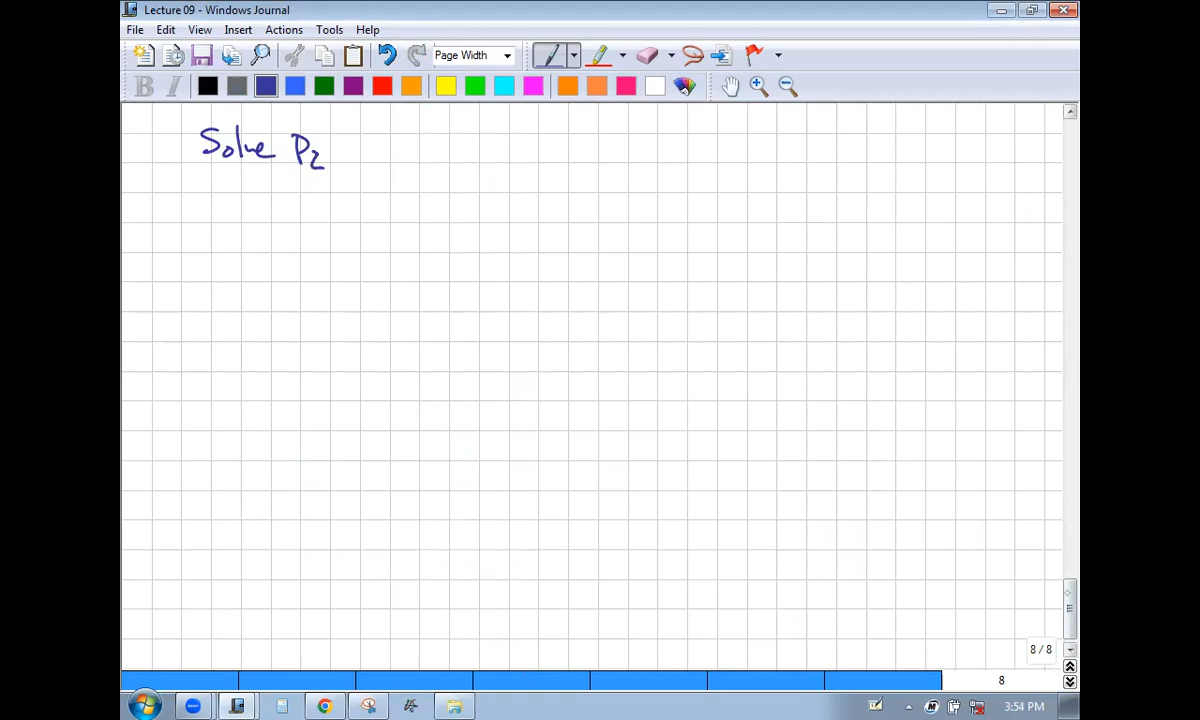 Lecture 09 - Windows Journal
File Edit View Insert Actions Tools Help
Page Width
B I
Solve P2
8 / 8
8
3:54 PM